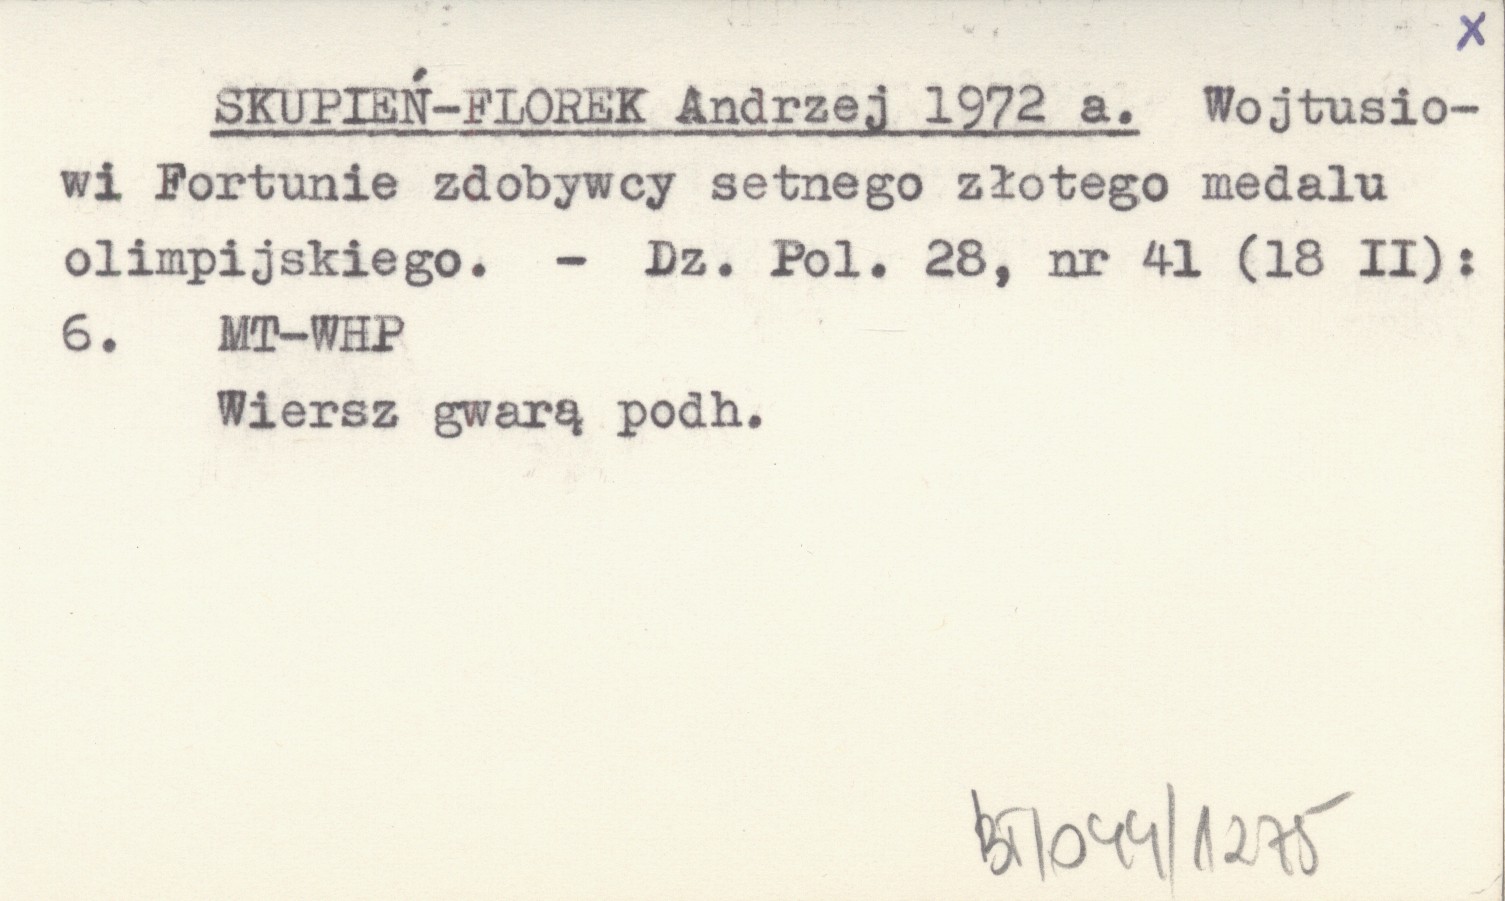 x
SKUPIEŃ-FLOREK Andrzej 1972 a. Wojtusio-
wi Fortunie zdobywcy setnego złotego medalu
olimpijskiego. - Dz. Pol. 28, nr 41 (18 II):
6. MT-WHP
Wiersz gwarą podh.
BT/044/1275